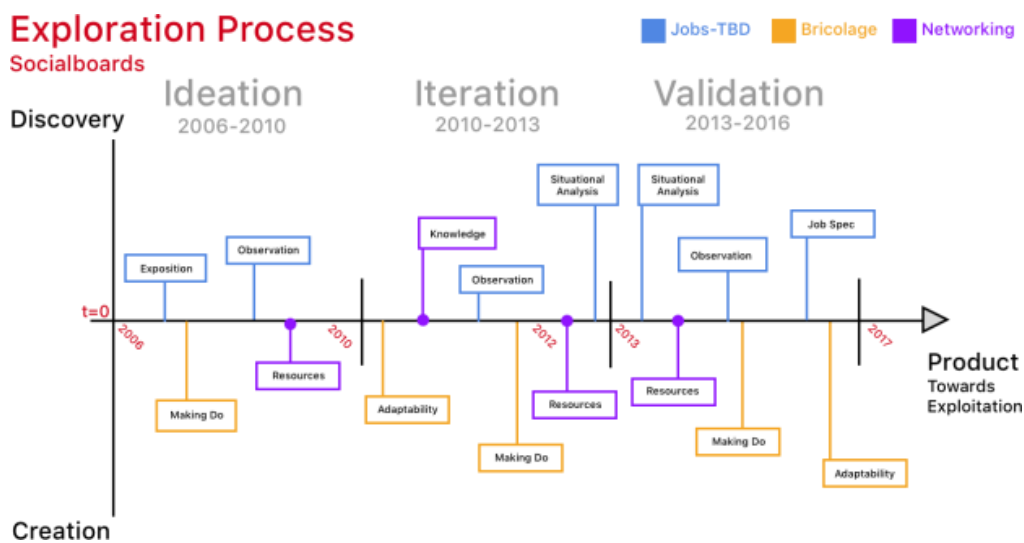 Exploration Process
Socialboards
Jobs-TBD
Bricolage
Networking
Ideation
2006-2010
Iteration
2010-2013
Validation
2013-2016
Discovery
Situational
Analysis
Situational
Analysis
Knowledge
Job Spec
Observation
Observation
Exposition
Observation
t=0
2006
2010
2012
2013
2017
Product
Towards
Exploitation
Resources
Resources
Resources
Adaptability
Making Do
Making Do
Making Do
Adaptability
Creation